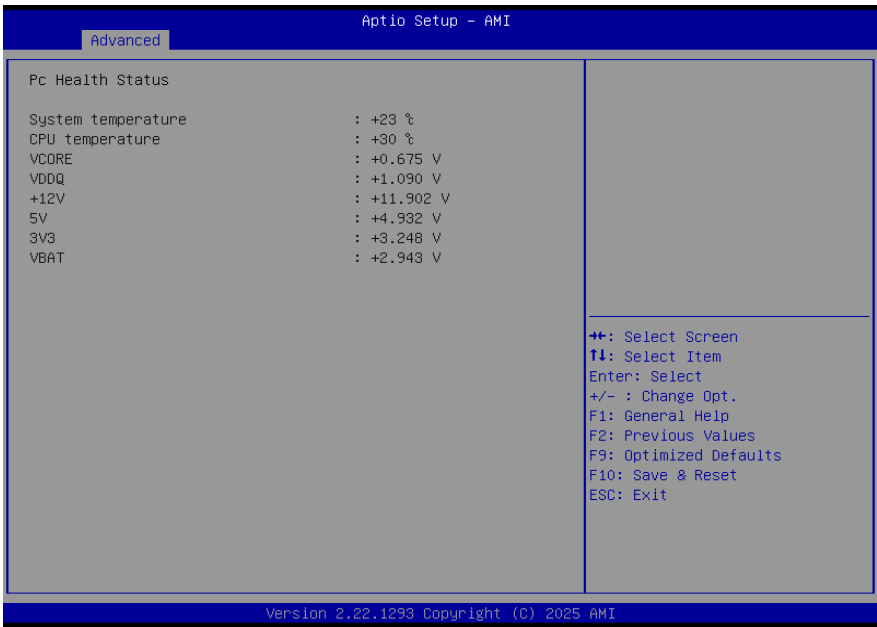 Aptio Setup - AMI
Advanced
Pc Health Status
System temperature : +23 ℃
CPU temperature : +30 ℃
VCORE : +0.675 V
VDDQ : +1.090 V
+12V : +11.902 V
5V : +4.932 V
3V3 : +3.248 V
VBAT : +2.943 V
→←: Select Screen
↑↓: Select Item
Enter: Select
+/- : Change Opt.
F1: General Help
F2: Previous Values
F9: Optimized Defaults
F10: Save & Reset
ESC: Exit
Version 2.22.1293 Copyright (C) 2025 AMI